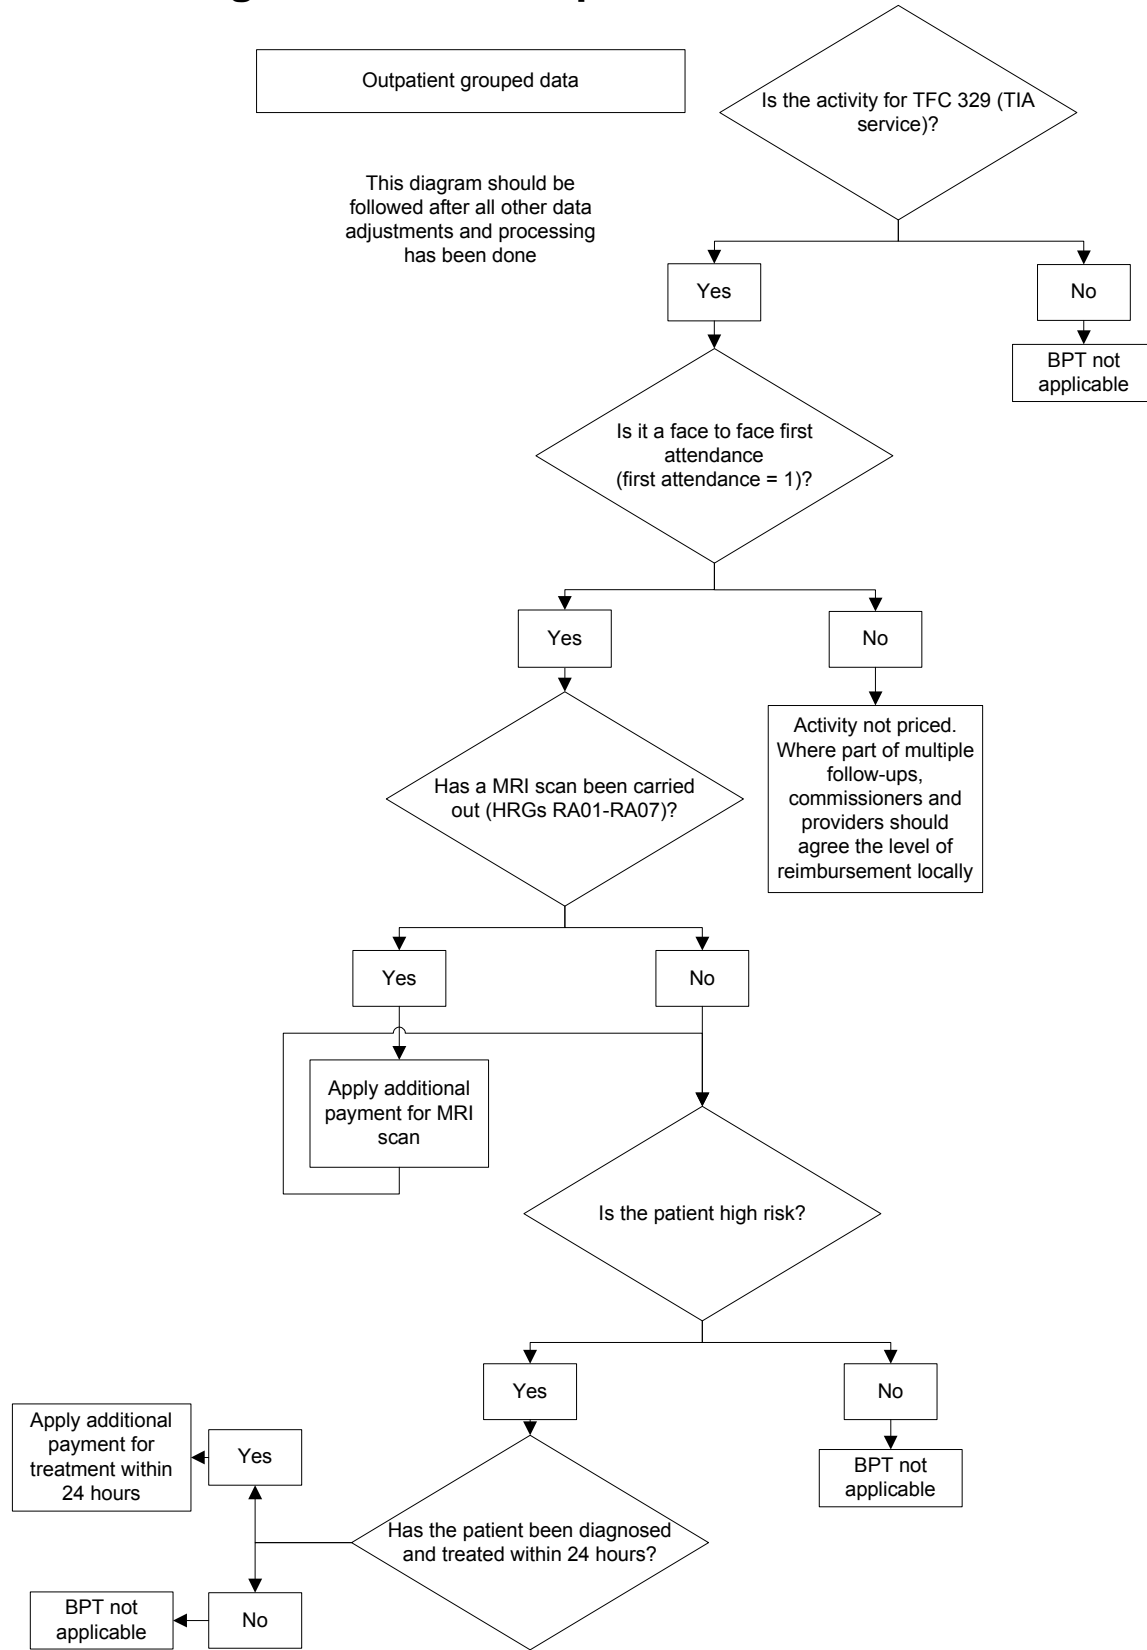 Outpatient grouped data
Is the activity for TFC 329 (TIA
service)?
This diagram should be
followed after all other data
adjustments and processing
has been done
Yes
No
BPT not
applicable
Is it a face to face first
attendance
(first attendance = 1)?
Yes
No
Activity not priced.
Where part of multiple
follow-ups,
commissioners and
providers should
agree the level of
reimbursement locally
Has a MRI scan been carried
out (HRGs RA01-RA07)?
Yes
No
Apply additional
payment for MRI
scan
Is the patient high risk?
Yes
No
BPT not
applicable
Apply additional
payment for
treatment within
24 hours
Yes
Has the patient been diagnosed
and treated within 24 hours?
BPT not
applicable
No